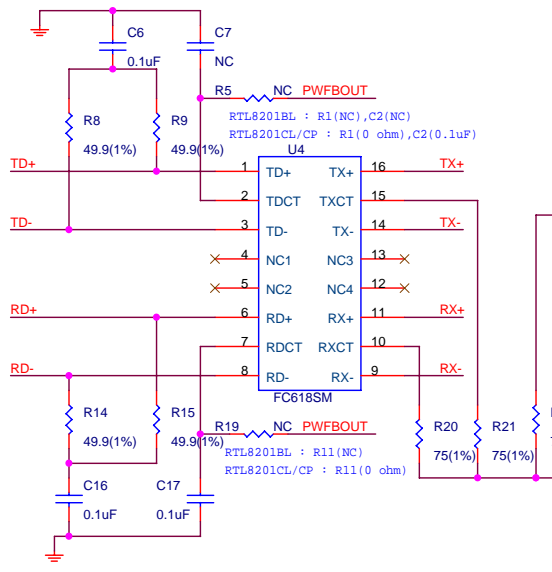 C6
C7
0.1uF
NC
R5
NC
PWFBOUT
RTL8201BL : R1(NC),C2(NC)
RTL8201CL/CP : R1(0 ohm),C2(0.1uF)
R8
R9
49.9(1%)
49.9(1%)
U4
TD+
1
TD+
TX+
16
TX+
2
TDCT
TXCT
15
TD-
3
TD-
TX-
14
TX-
4
NC1
NC3
13
5
NC2
NC4
12
RD+
6
RD+
RX+
11
RX+
7
RDCT
RXCT
10
RD-
8
RD-
RX-
9
RX-
FC618SM
R14
R15
R19
NC
PWFBOUT
R20
R21
49.9(1%)
49.9(1%)
RTL8201BL : R11(NC)
75(1%)
75(1%)
RTL8201CL/CP : R11(0 ohm)
C16
C17
0.1uF
0.1uF